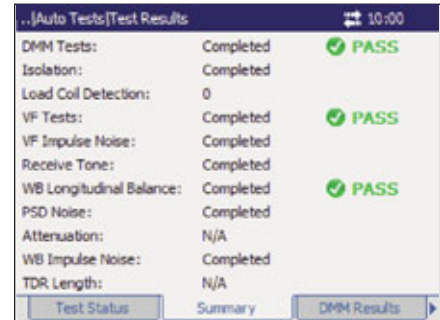 ..|Auto Tests|Test Results 10:00
DMM Tests: Completed PASS
Isolation: Completed
Load Coil Detection: 0
VF Tests: Completed PASS
VF Impulse Noise: Completed
Receive Tone: Completed
WB Longitudinal Balance: Completed PASS
PSD Noise: Completed
Attenuation: N/A
WB Impulse Noise: Completed
TDR Length: N/A
Test Status Summary DMM Results